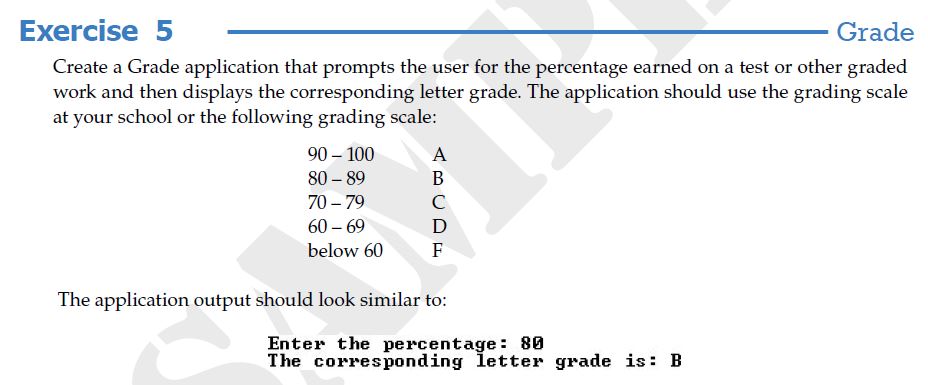 Exercise 5 Grade
Create a Grade application that prompts the user for the percentage earned on a test or other graded
work and then displays the corresponding letter grade. The application should use the grading scale
at your school or the following grading scale:
90 – 100 A
80 – 89 B
70 – 79 C
60 – 69 D
below 60 F
The application output should look similar to:
Enter the percentage: 80
The corresponding letter grade is: B
SAMPL